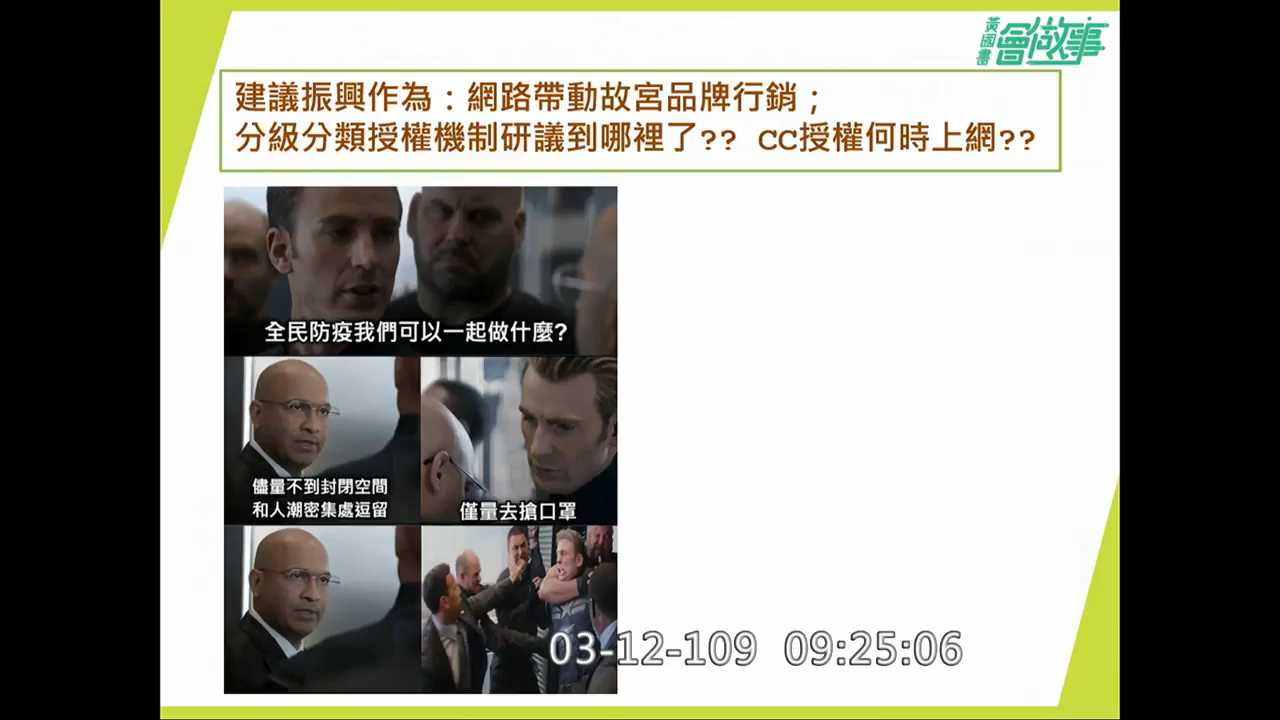 黃國書
會做事
建議振興作為：網路帶動故宮品牌行銷；
分級分類授權機制研議到哪裡了?? CC授權何時上網??
全民防疫我們可以一起做什麼?
儘量不到封閉空間
和人潮密集處逗留
僅量去搶口罩
03-12-109 09:25:06